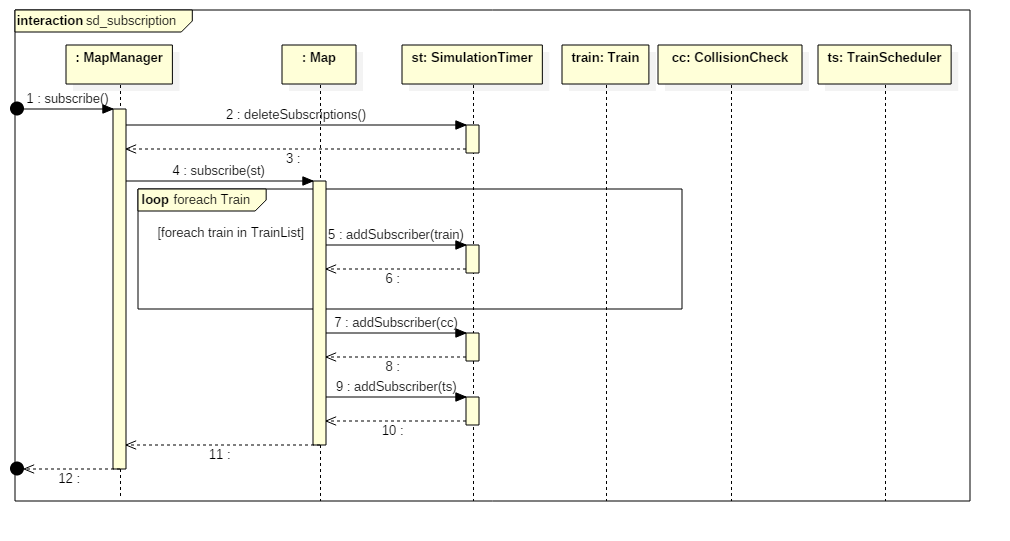 interaction sd_subscription
: MapManager
: Map
st: SimulationTimer
train: Train
cc: CollisionCheck
ts: TrainScheduler
1 : subscribe()
2 : deleteSubscriptions()
3 :
4 : subscribe(st)
loop foreach Train
[foreach train in TrainList]
5 : addSubscriber(train)
6 :
7 : addSubscriber(cc)
8 :
9 : addSubscriber(ts)
10 :
11 :
12 :